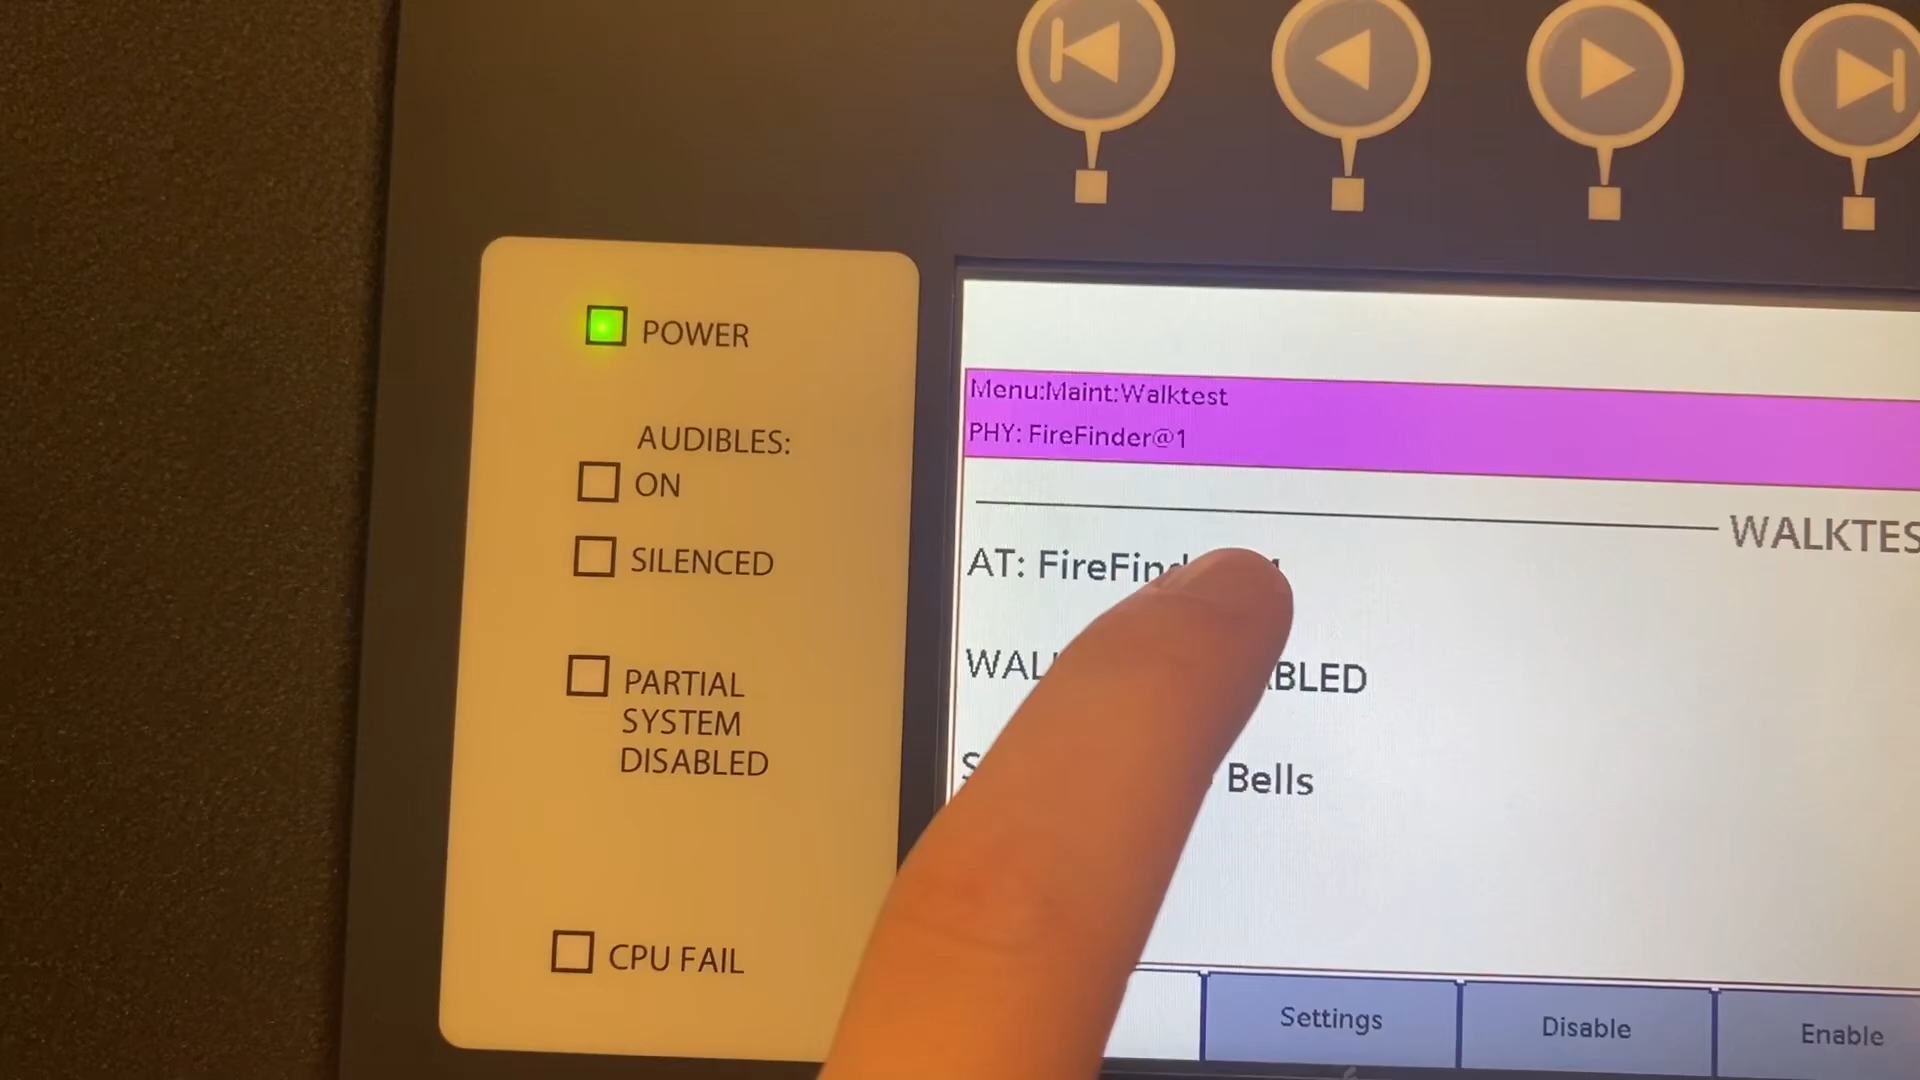 POWER
AUDIBLES:
ON
SILENCED
PARTIAL
SYSTEM
DISABLED
CPU FAIL
Menu:Maint:Walktest
PHY: FireFinder@1
WALKTES
AT: FireFin
WAL BLED
Bells
Settings
Disable
Enable